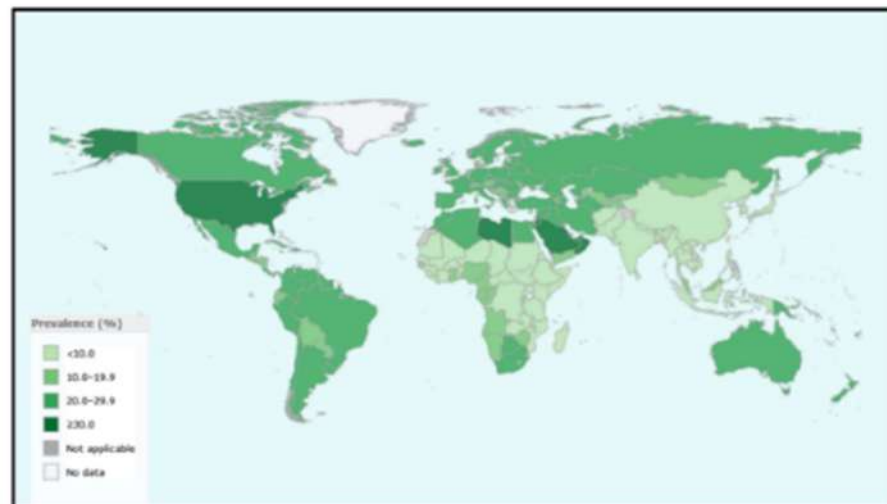 Prevalence (%)
<10.0
10.0–19.9
20.0–29.9
≥30.0
Not applicable
No data